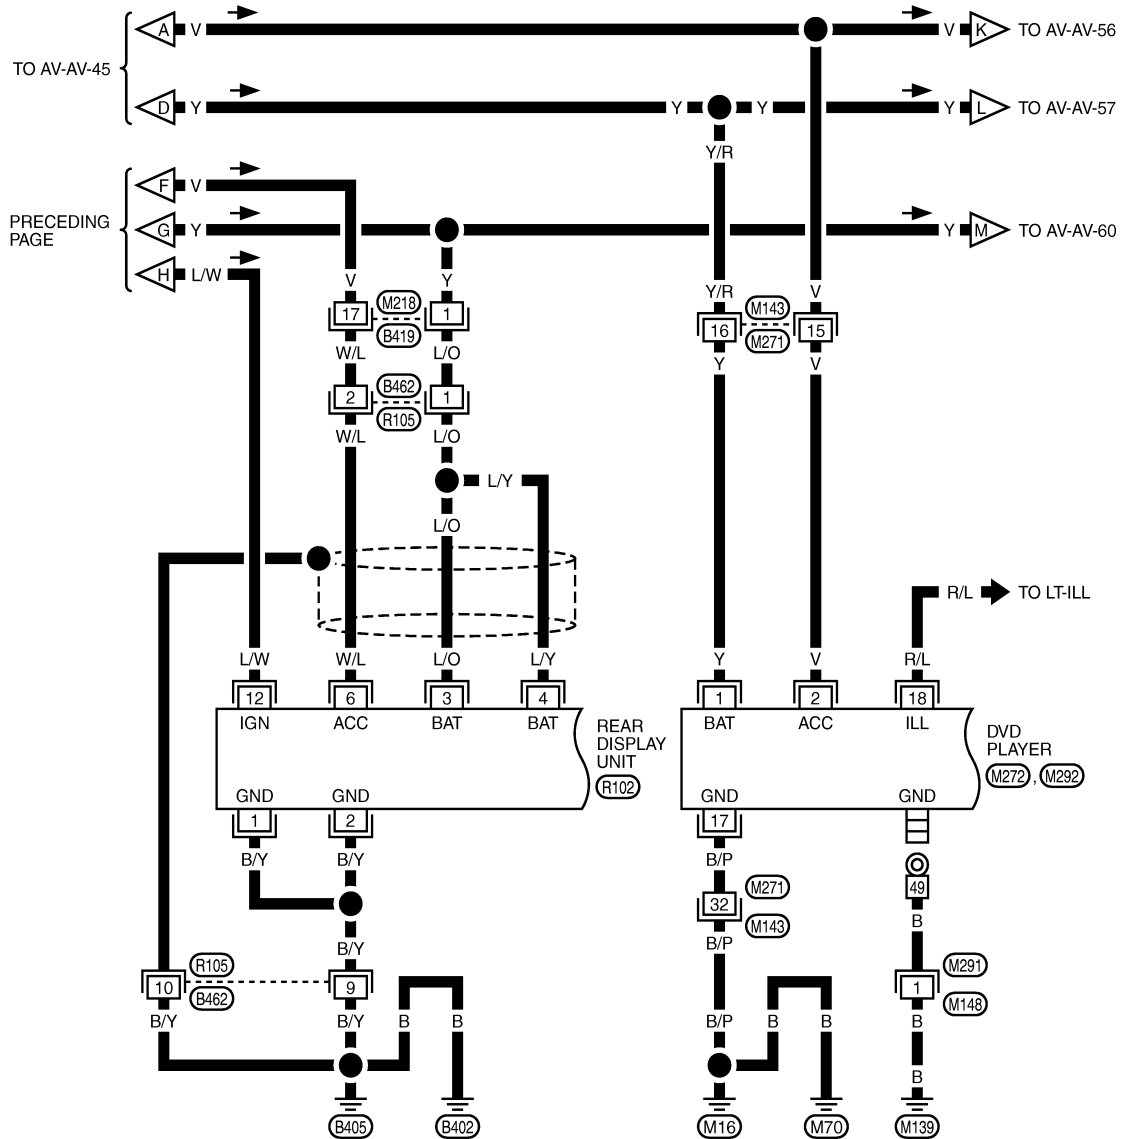 A V V K TO AV-AV-56
TO AV-AV-45
D Y Y Y Y L TO AV-AV-57
Y/R
F V
PRECEDING
PAGE
G Y Y M TO AV-AV-60
H L/W
V Y Y/R V
17 M218 1 16 M143 15
B419 M271
W/L L/O Y V
2 B462 1
R105
W/L L/O
L/Y
L/O
R/L TO LT-ILL
L/W W/L L/O L/Y Y V R/L
12 6 3 4 1 2 18
IGN ACC BAT BAT BAT ACC ILL
REAR
DISPLAY
UNIT
R102
DVD
PLAYER
M272 , M292
GND GND GND GND
1 2 17
B/Y B/Y B/P
49
32 M271
M143
B
B/Y B/P
R105 M291
10 9 1
B462 M148
B/Y B/Y B B B/P B B B
B
B405 B402 M16 M70 M139